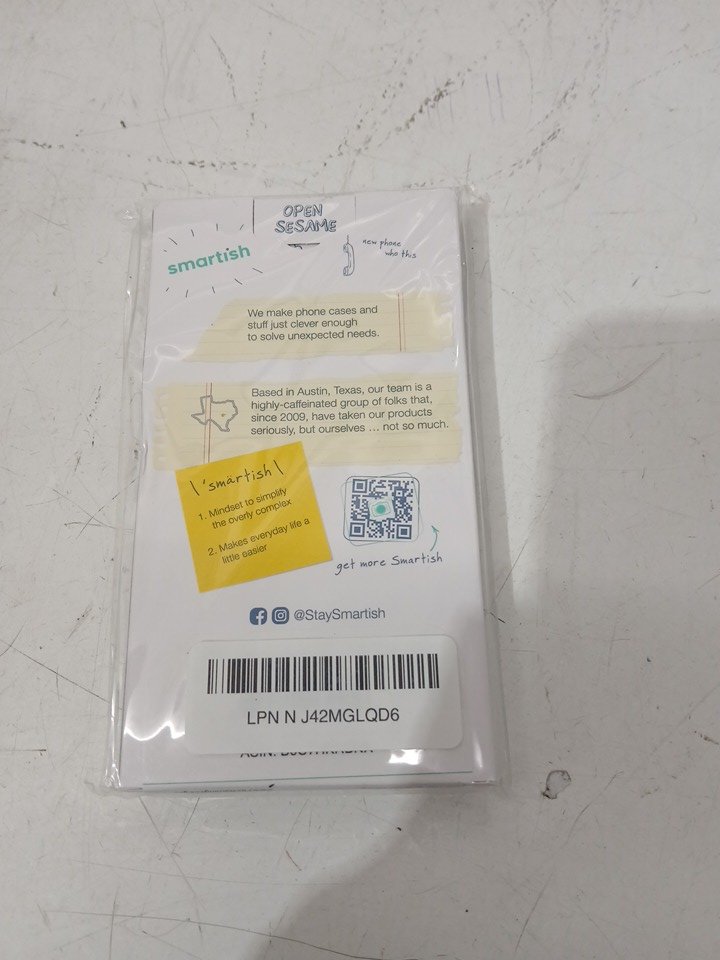 OPEN
SESAME
smartish
new phone
who this
We make phone cases and
stuff just clever enough
to solve unexpected needs.
Based in Austin, Texas, our team is a
highly-caffeinated group of folks that,
since 2009, have taken our products
seriously, but ourselves ... not so much.
\ 'smärtish \
1. Mindset to simplify
the overly complex
2. Makes everyday life a
little easier
get more Smartish
@StaySmartish
LPN N J42MGLQD6
ASIN: